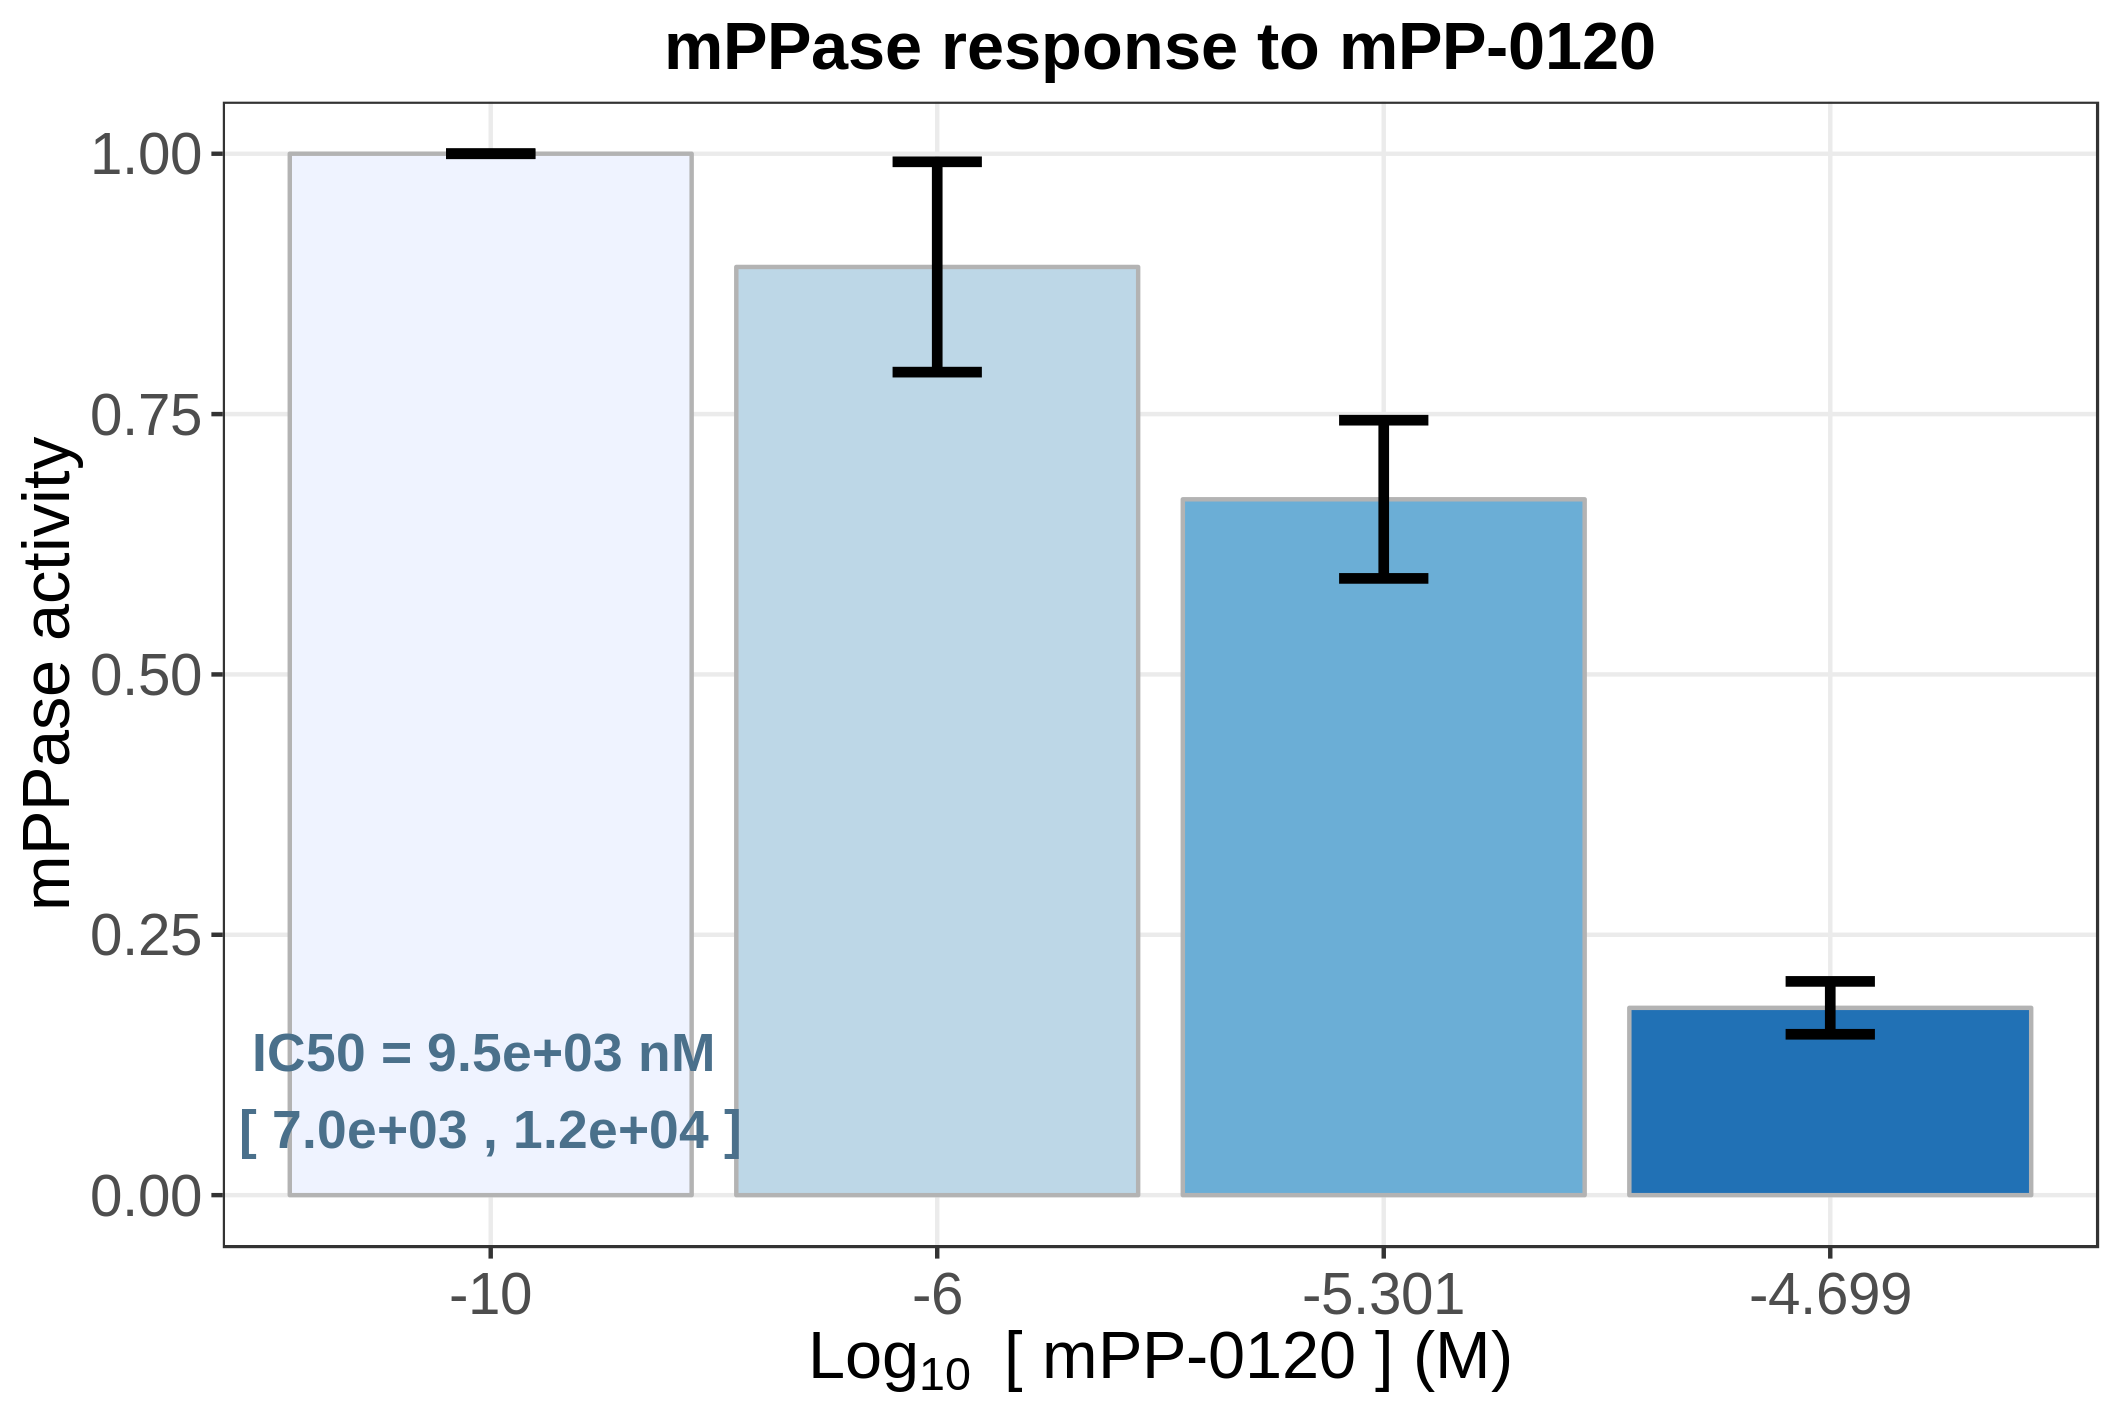 mPPase response to mPP-0120
mPPase activity
1.00
0.75
0.50
0.25
0.00
IC50 = 9.5e+03 nM
[ 7.0e+03 , 1.2e+04 ]
-10
-6
-5.301
-4.699
Log10 [ mPP-0120 ] (M)